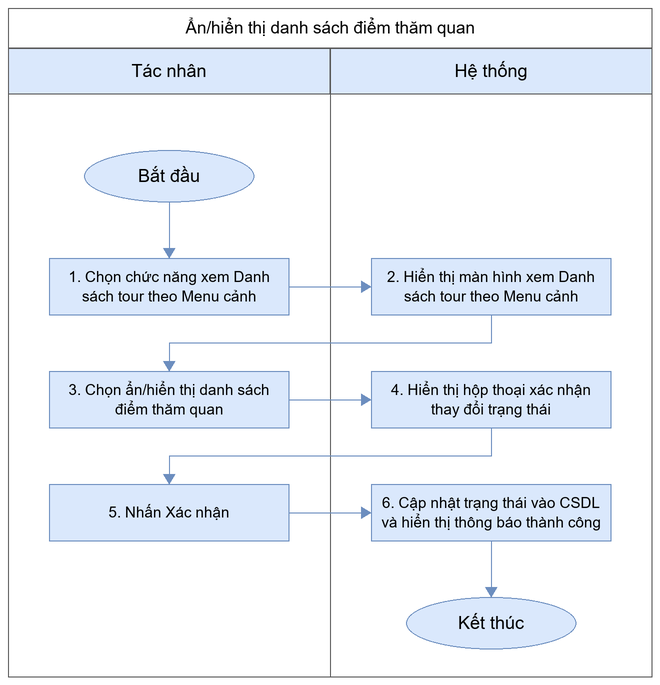 Ẩn/hiển thị danh sách điểm thăm quan
Tác nhân
Hệ thống
Bắt đầu
1. Chọn chức năng xem Danh
sách tour theo Menu cảnh
2. Hiển thị màn hình xem Danh
sách tour theo Menu cảnh
3. Chọn ẩn/hiển thị danh sách
điểm thăm quan
4. Hiển thị hộp thoại xác nhận
thay đổi trạng thái
5. Nhấn Xác nhận
6. Cập nhật trạng thái vào CSDL
và hiển thị thông báo thành công
Kết thúc